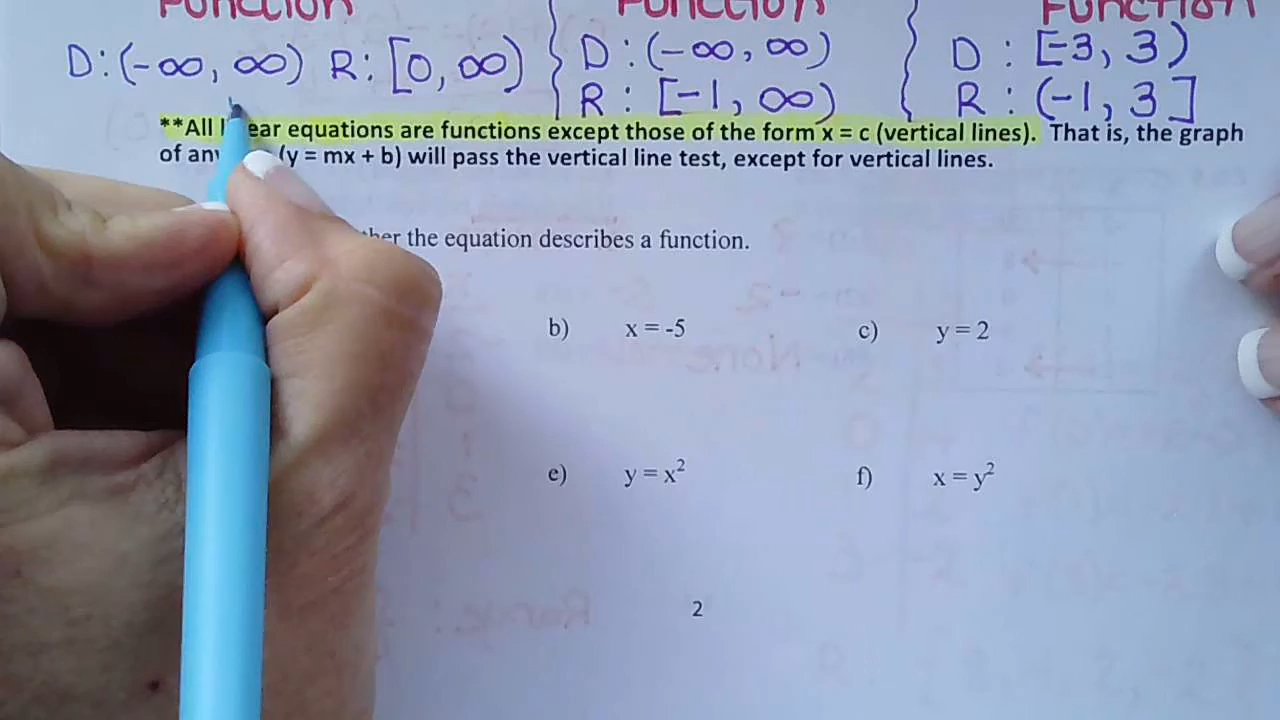 Function Function Function
D: (-∞, ∞) R: [0, ∞) D: (-∞, ∞) D: [-3, 3)
R: [-1, ∞) R: (-1, 3]
**All ear equations are functions except those of the form x = c (vertical lines). That is, the graph
of any (y = mx + b) will pass the vertical line test, except for vertical lines.
the equation describes a function.
b) x = -5 c) y = 2
e) y = x² f) x = y²
2